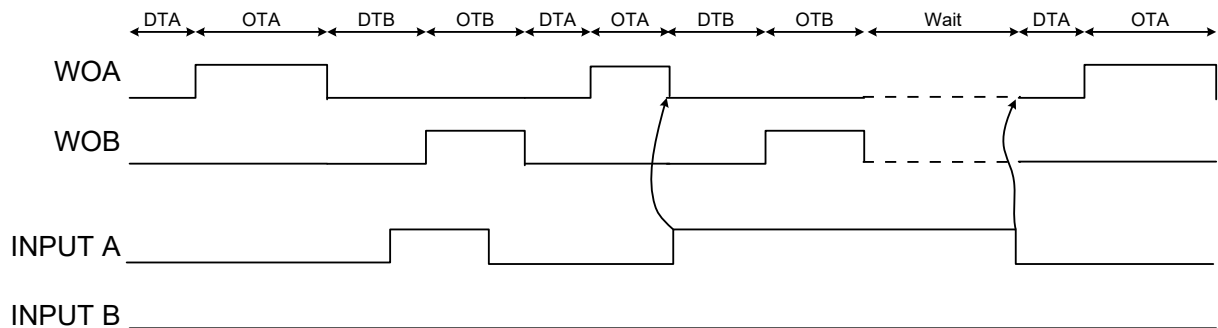 DTA OTA DTB OTB DTA OTA DTB OTB Wait DTA OTA
WOA
WOB
INPUT A
INPUT B